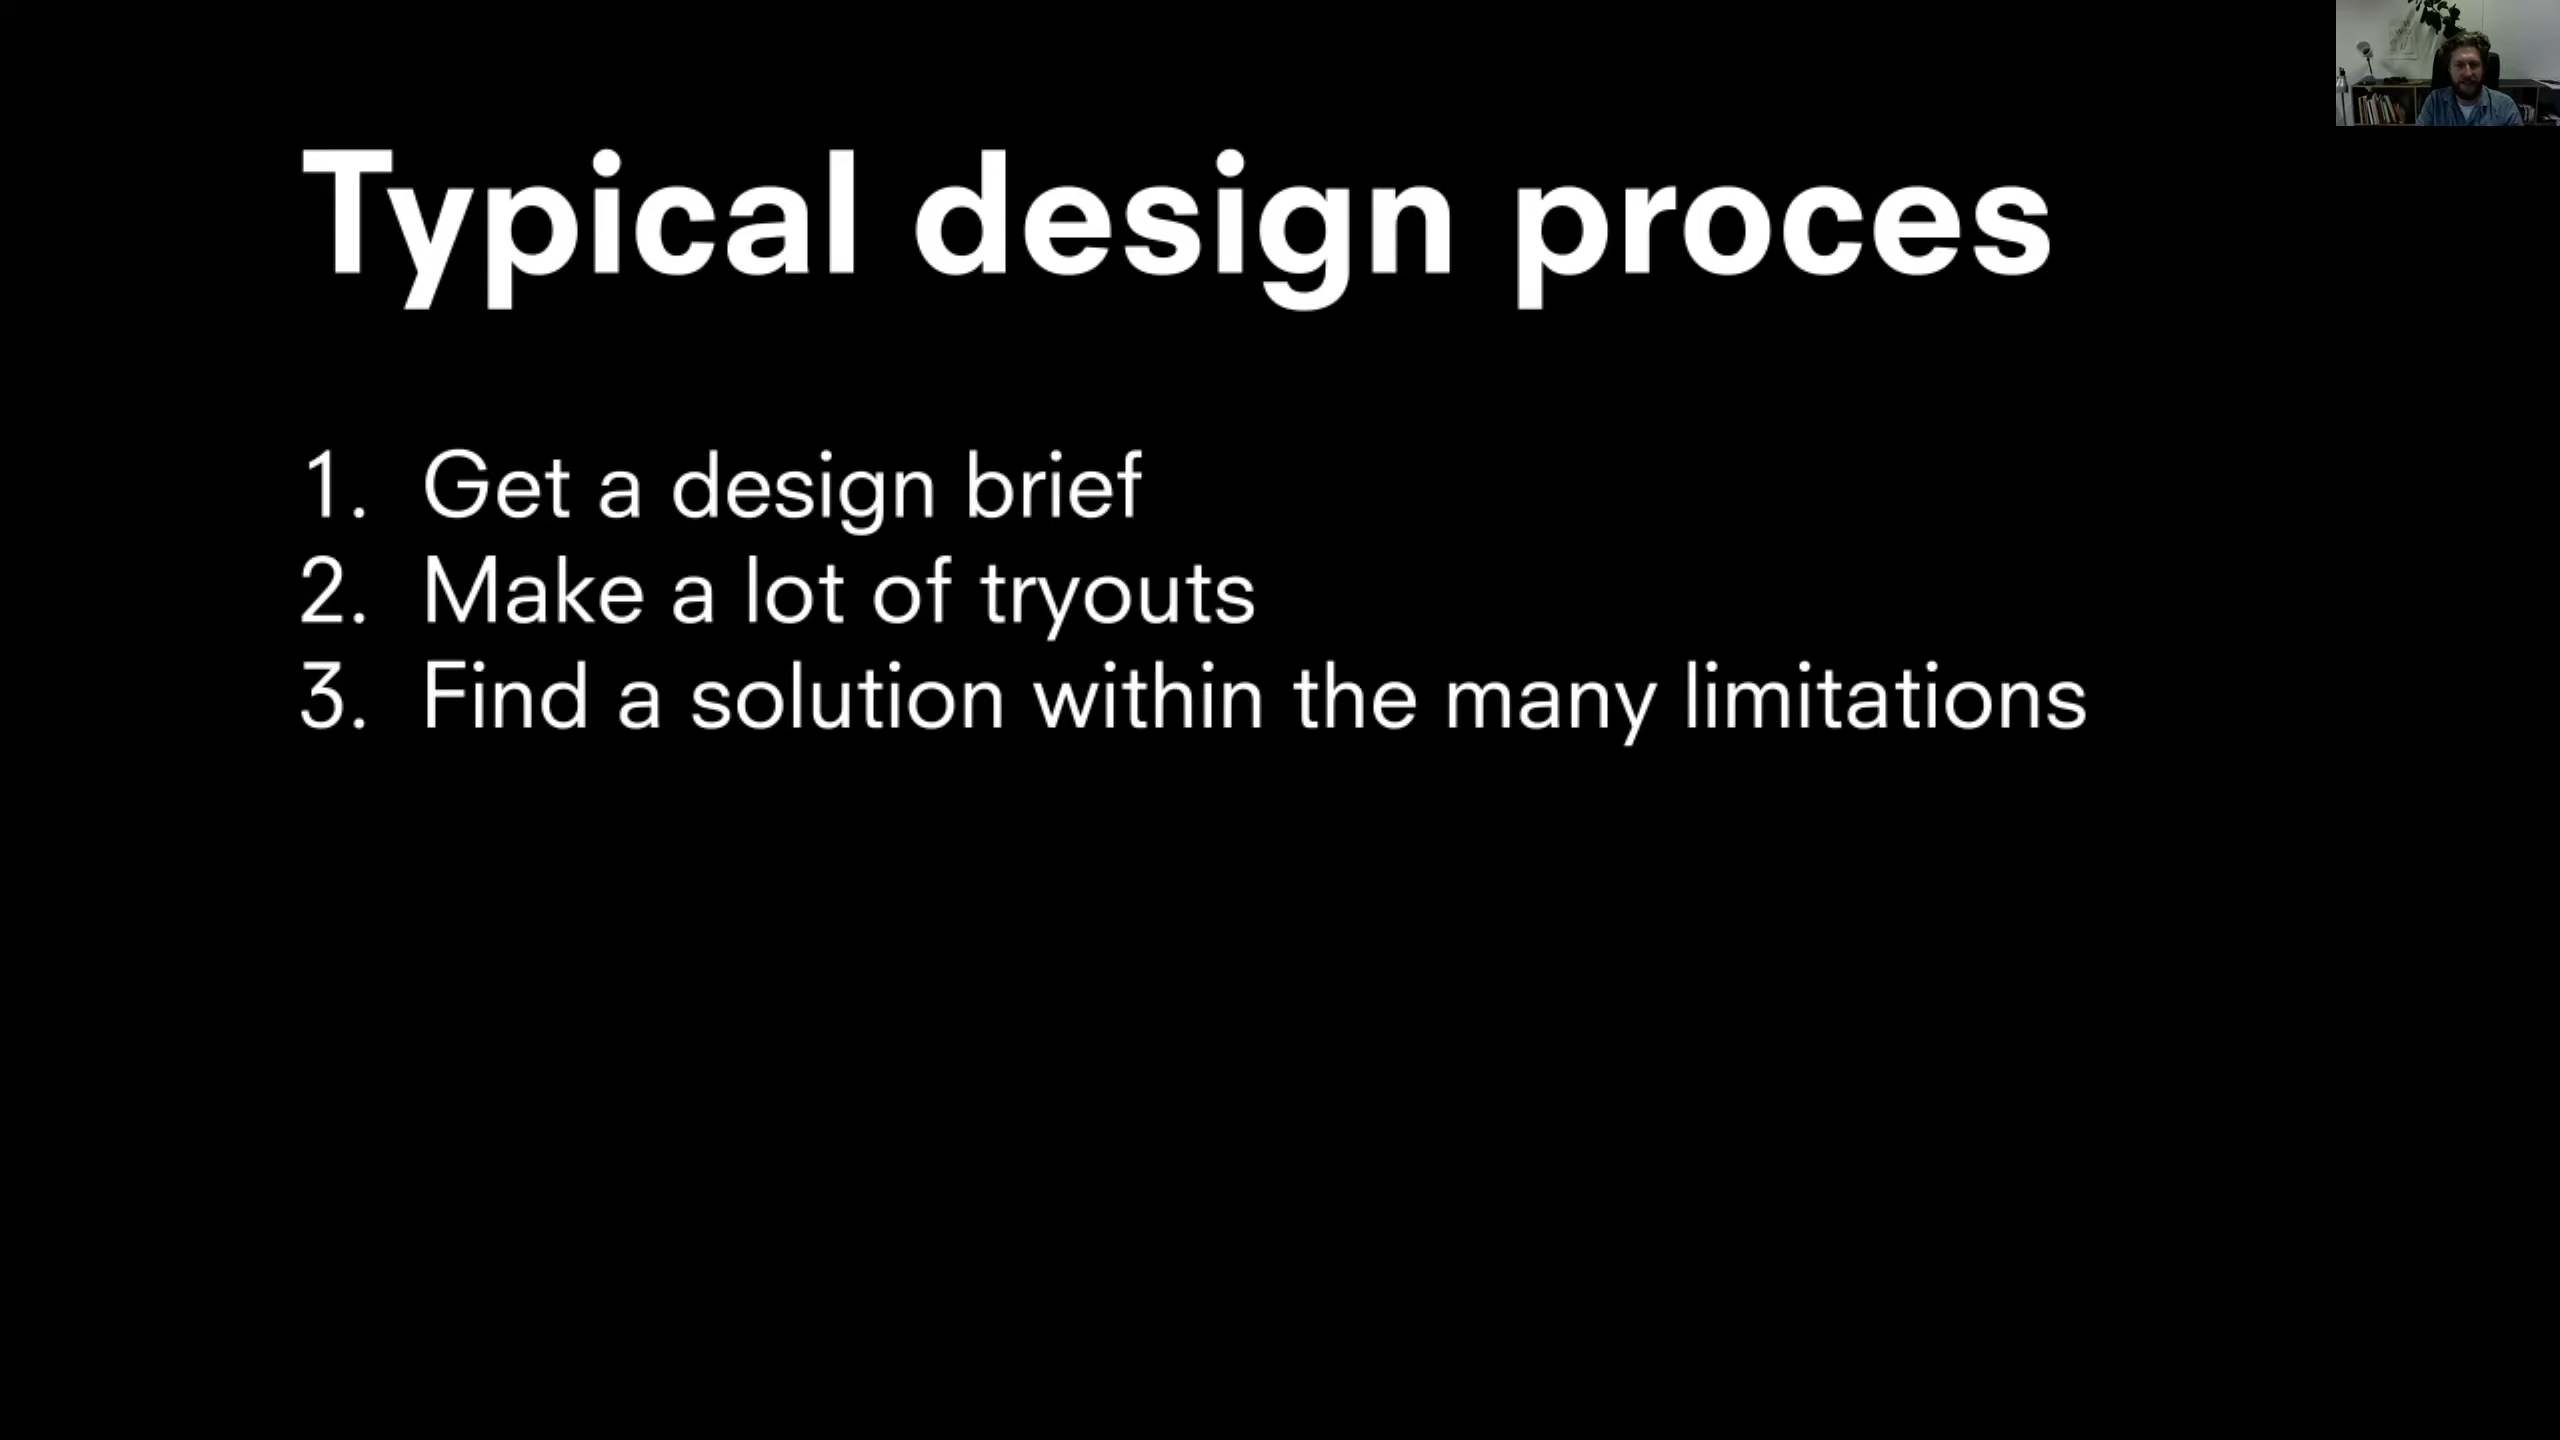 Typical design proces
1. Get a design brief
2. Make a lot of tryouts
3. Find a solution within the many limitations